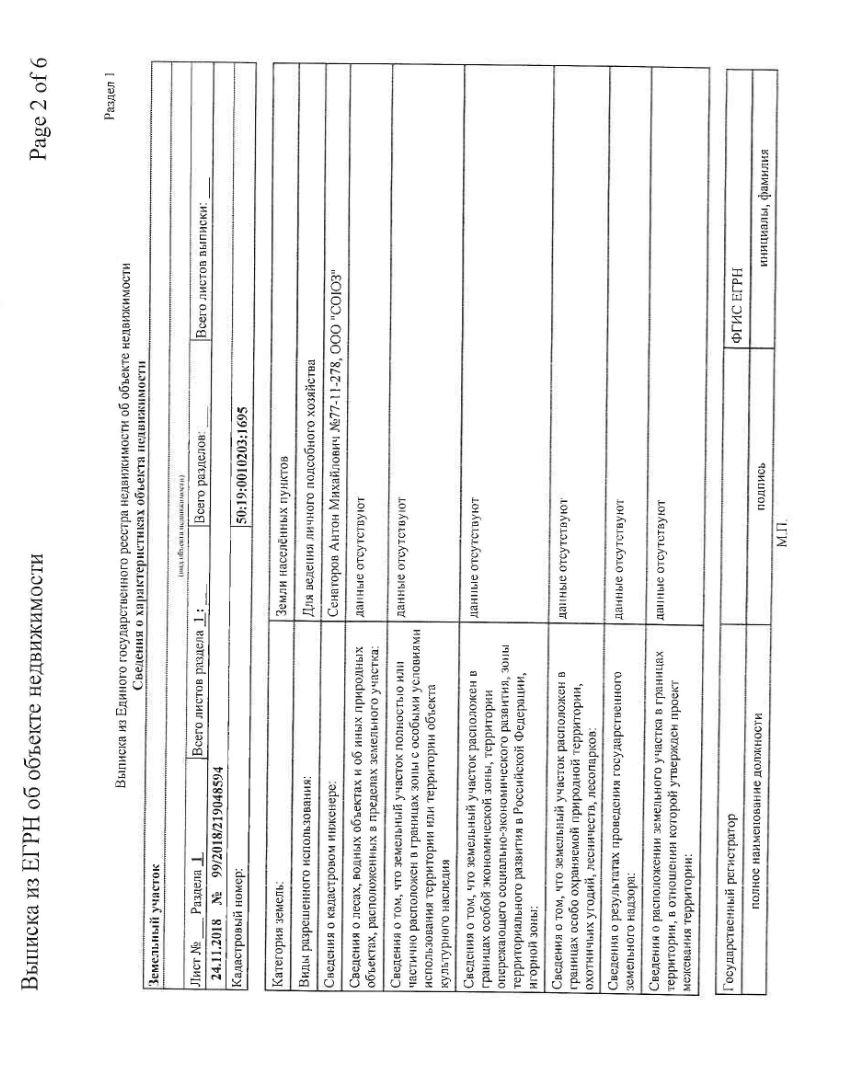 Выписка из ЕГРН об объекте недвижимости
Page 2 of 6
Раздел 1
Выписка из Единого государственного реестра недвижимости об объекте недвижимости
Сведения о характеристиках объекта недвижимости
Земельный участок
(вид объекта недвижимости)
Лист № ___ Раздела 1
Всего листов раздела 1 : ___
Всего разделов: ___
Всего листов выписки: ___
24.11.2018 № 99/2018/219048594
Кадастровый номер:
50:19:0010203:1695
Категория земель:
Земли населённых пунктов
Виды разрешенного использования:
Для ведения личного подсобного хозяйства
Сведения о кадастровом инженере:
Сенаторов Антон Михайлович №77-11-278, ООО "СОЮЗ"
Сведения о лесах, водных объектах и об иных природных
объектах, расположенных в пределах земельного участка:
данные отсутствуют
Сведения о том, что земельный участок полностью или
частично расположен в границах зоны с особыми условиями
использования территории или территории объекта
культурного наследия
данные отсутствуют
Сведения о том, что земельный участок расположен в
границах особой экономической зоны, территории
опережающего социально-экономического развития, зоны
территориального развития в Российской Федерации,
игорной зоны:
данные отсутствуют
Сведения о том, что земельный участок расположен в
границах особо охраняемой природной территории,
охотничьих угодий, лесничеств, лесопарков:
данные отсутствуют
Сведения о результатах проведения государственного
земельного надзора:
данные отсутствуют
Сведения о расположении земельного участка в границах
территории, в отношении которой утвержден проект
межевания территории:
данные отсутствуют
Государственный регистратор
ФГИС ЕГРН
полное наименование должности
подпись
инициалы, фамилия
М.П.